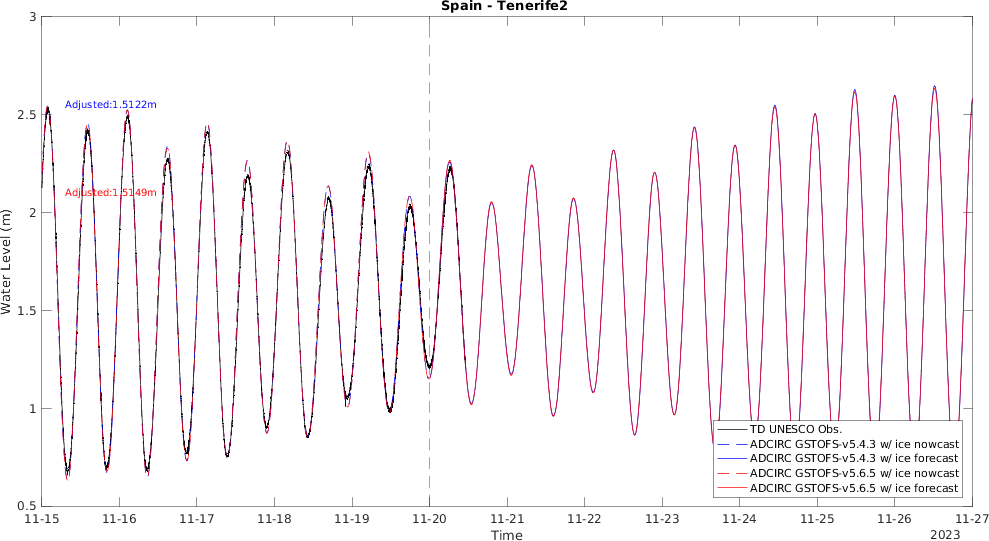 Spain - Tenerife2
3
2.5
2
1.5
1
0.5
Water Level (m)
Adjusted:1.5122m
Adjusted:1.5149m
TD UNESCO Obs.
ADCIRC GSTOFS-v5.4.3 w/ ice nowcast
ADCIRC GSTOFS-v5.4.3 w/ ice forecast
ADCIRC GSTOFS-v5.6.5 w/ ice nowcast
ADCIRC GSTOFS-v5.6.5 w/ ice forecast
11-15 11-16 11-17 11-18 11-19 11-20 11-21 11-22 11-23 11-24 11-25 11-26 11-27
Time
2023